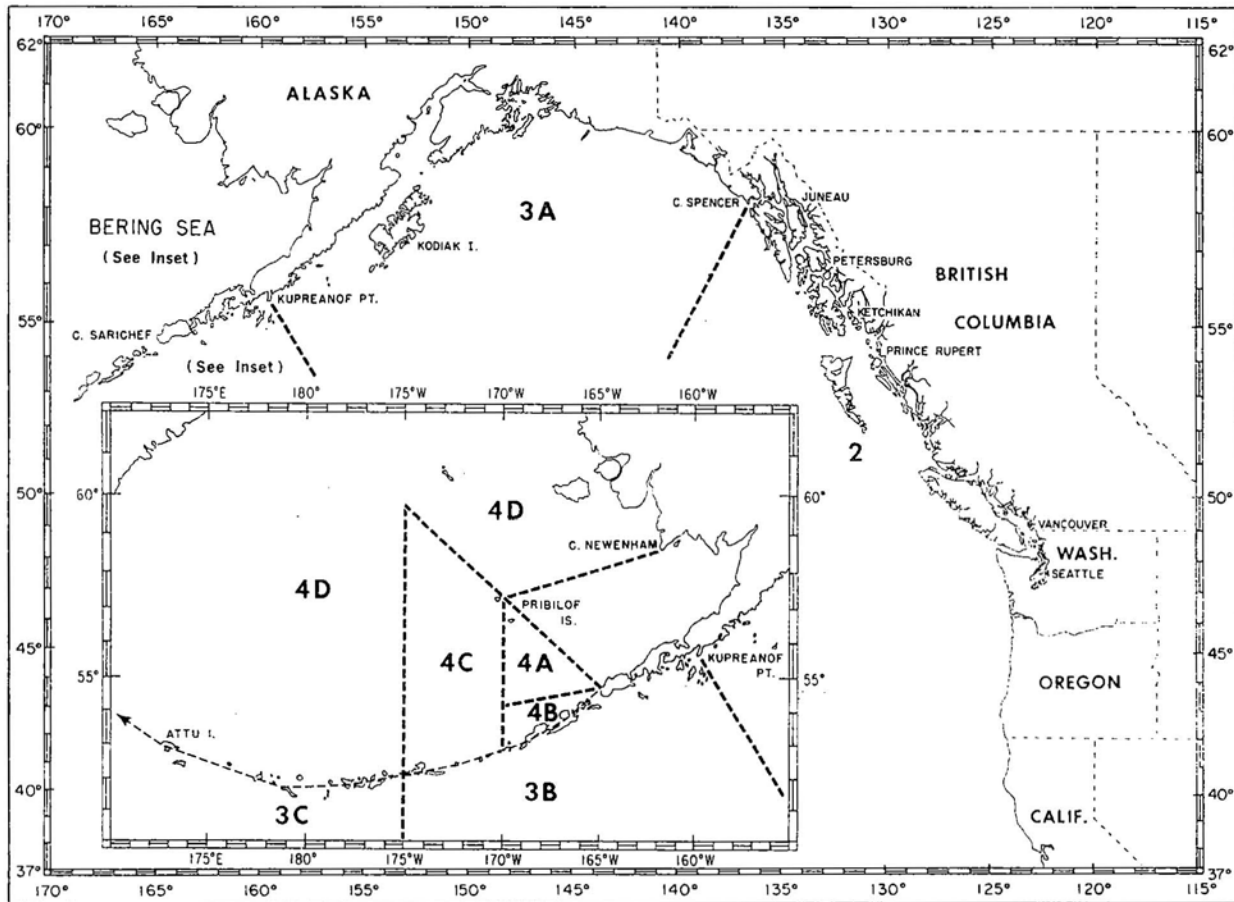 170° 165° 160° 155° 150° 145° 140° 135° 130° 125° 120° 115°
62° 62°
ALASKA
60° 60°
3A
C. SPENCER
JUNEAU
BERING SEA
(See Inset)
KODIAK I.
PETERSBURG
BRITISH
COLUMBIA
KUPREANOF PT.
KETCHIKAN
55° 55°
C. SARICHEF
PRINCE RUPERT
(See Inset)
175°E 180° 175°W 170°W 165°W 160°W
2
60° 60°
50° 50°
4D
C. NEWENHAM
VANCOUVER
WASH.
SEATTLE
4D
PRIBILOF
IS.
4C 4A
KUPREANOF
PT.
45° 45°
55° 55°
OREGON
4B
ATTU I.
3B
3C
40° 40°
CALIF.
175°E 180° 175°W 170°W 165°W 160°W
37° 37°
170° 165° 160° 155° 150° 145° 140° 135° 130° 125° 120° 115°